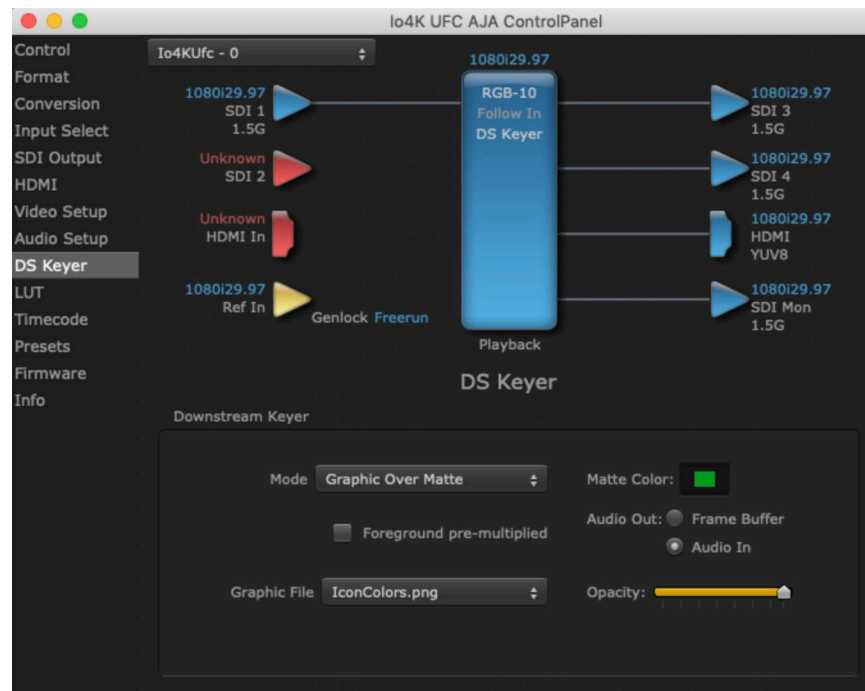 Io4K UFC AJA ControlPanel
Control
Format
Conversion
Input Select
SDI Output
HDMI
Video Setup
Audio Setup
DS Keyer
LUT
Timecode
Presets
Firmware
Info
Io4KUfc - 0
1080i29.97
1080i29.97
SDI 1
1.5G
Unknown
SDI 2
Unknown
HDMI In
1080i29.97
Ref In
Genlock Freerun
RGB-10
Follow In
DS Keyer
Playback
1080i29.97
SDI 3
1.5G
1080i29.97
SDI 4
1.5G
1080i29.97
HDMI
YUV8
1080i29.97
SDI Mon
1.5G
DS Keyer
Downstream Keyer
Mode Graphic Over Matte
Foreground pre-multiplied
Graphic File IconColors.png
Matte Color:
Audio Out: Frame Buffer
Audio In
Opacity: